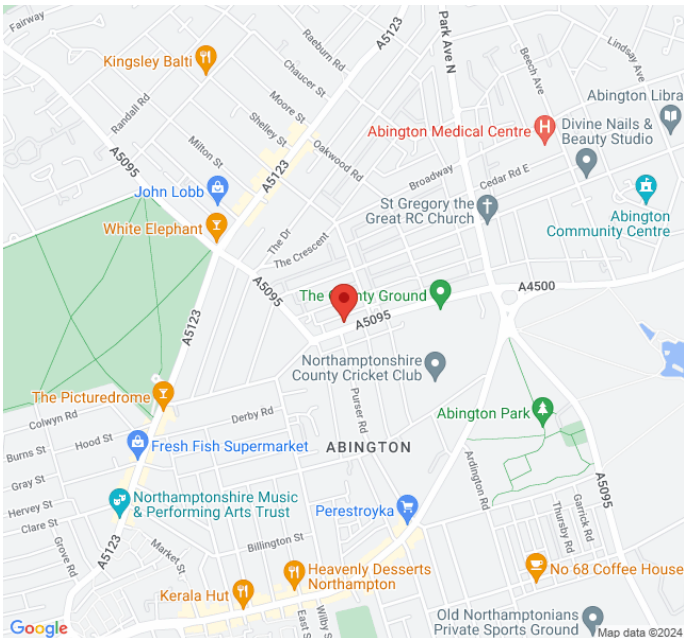 Fairway
Raeburn Rd
A5123
Park Ave N
Lindsay Ave
Kingsley Balti
Chaucer St
Beech Ave
Randall Rd
Moore St
Shelley St
Abington Libra
Abington Medical Centre
Divine Nails &
Beauty Studio
A5095
Milton St
A5123
Oakwood Rd
Broadway
Cedar Rd E
John Lobb
St Gregory the
Great RC Church
Abington
Community Centre
White Elephant
The Dr
The Crescent
A5095
The County Ground
A4500
A5095
A5123
Northamptonshire
County Cricket Club
The Picturedrome
Purser Rd
Abington Park
Colwyn Rd
Derby Rd
Burns St
Hood St
Fresh Fish Supermarket
ABINGTON
Gray St
Ardington Rd
A5095
Hervey St
Northamptonshire Music
& Performing Arts Trust
Perestroyka
Thursby Rd
Garrick Rd
Clare St
Grove Rd
A5123
Market St
Billington St
Heavenly Desserts
Northampton
No 68 Coffee House
Kerala Hut
East S
Wilby S
Old Northamptonians
Private Sports Ground
Google
Map data ©2024